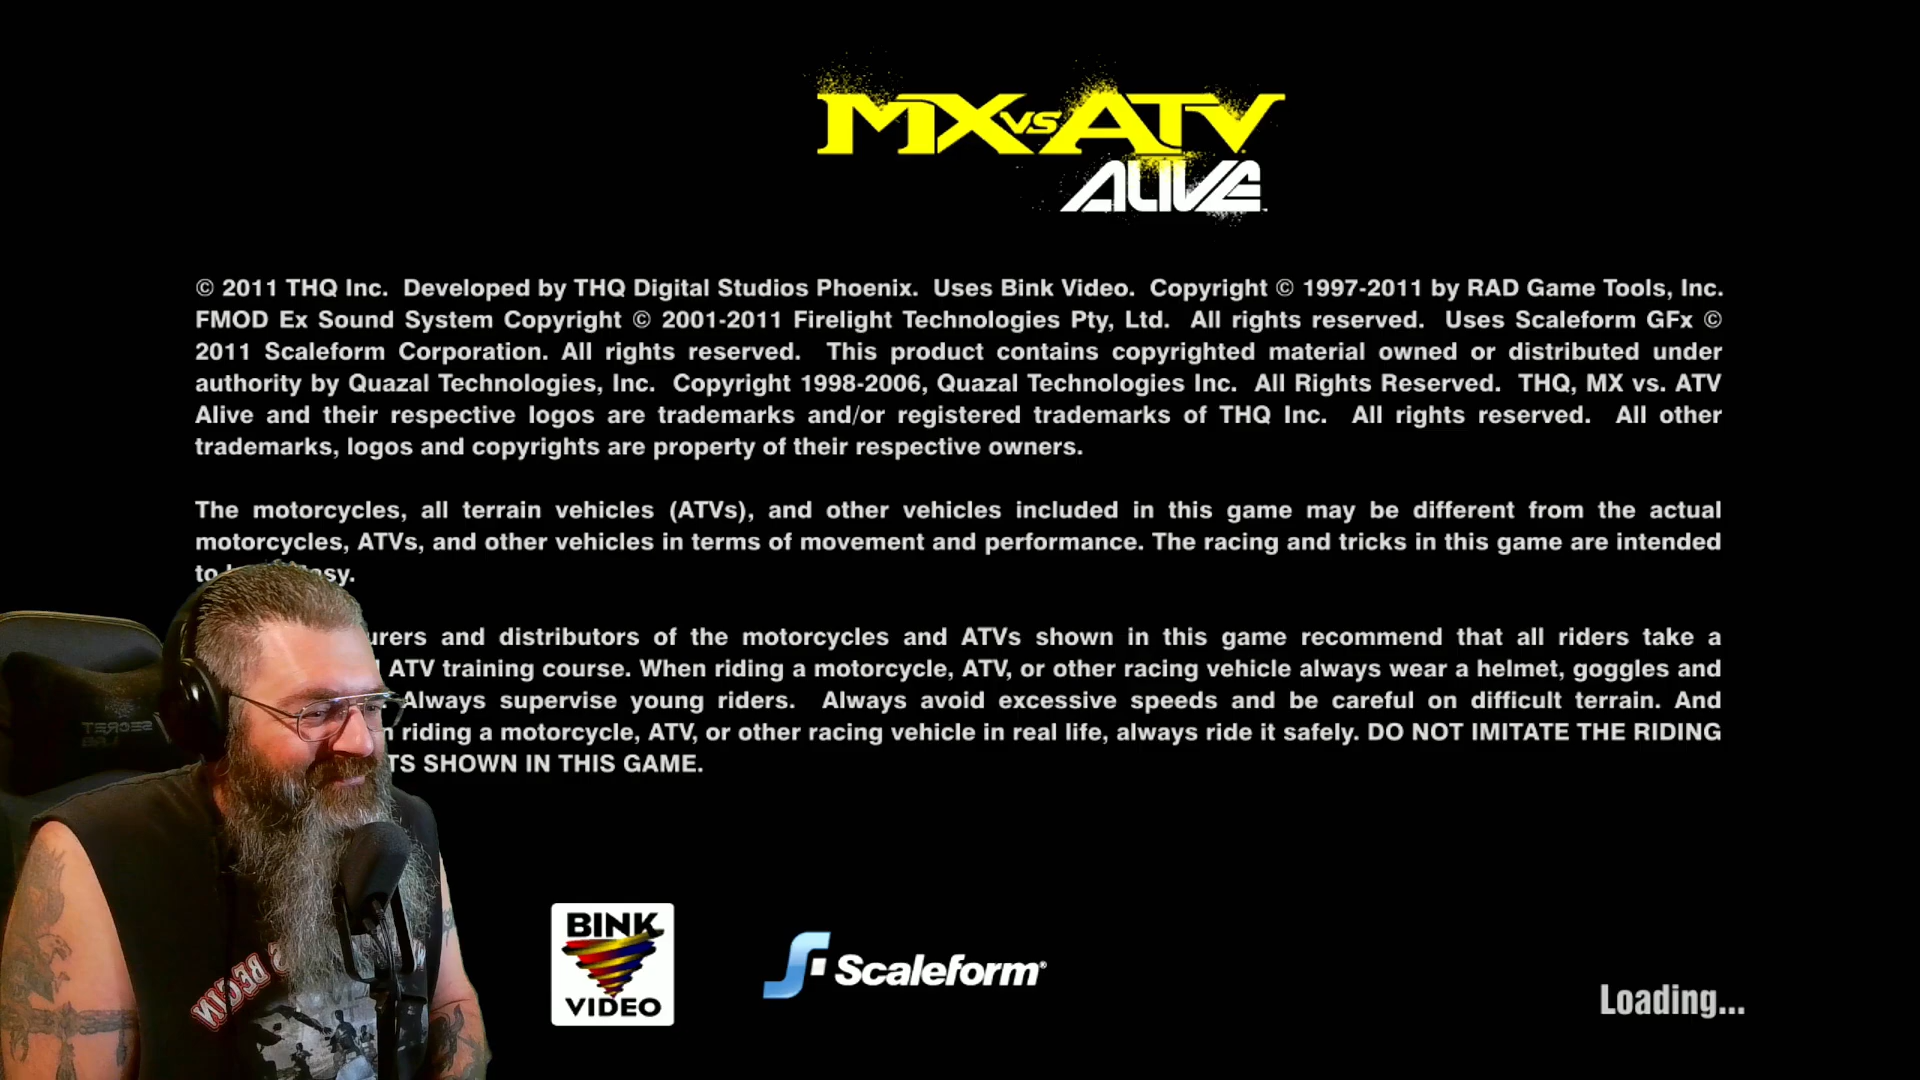 MX vs ATV
ALIVE
© 2011 THQ Inc.  Developed by THQ Digital Studios Phoenix.  Uses Bink Video.  Copyright © 1997-2011 by RAD Game Tools, Inc.
FMOD Ex Sound System Copyright © 2001-2011 Firelight Technologies Pty, Ltd.  All rights reserved.  Uses Scaleform GFx ©
2011 Scaleform Corporation. All rights reserved.  This product contains copyrighted material owned or distributed under
authority by Quazal Technologies, Inc.  Copyright 1998-2006, Quazal Technologies Inc.  All Rights Reserved.  THQ, MX vs. ATV
Alive and their respective logos are trademarks and/or registered trademarks of THQ Inc.  All rights reserved.  All other
trademarks, logos and copyrights are property of their respective owners.
The motorcycles, all terrain vehicles (ATVs), and other vehicles included in this game may be different from the actual
motorcycles, ATVs, and other vehicles in terms of movement and performance. The racing and tricks in this game are intended
to
and distributors of the motorcycles and ATVs shown in this game recommend that all riders take a
ATV training course. When riding a motorcycle, ATV, or other racing vehicle always wear a helmet, goggles and
Always supervise young riders.  Always avoid excessive speeds and be careful on difficult terrain. And
riding a motorcycle, ATV, or other racing vehicle in real life, always ride it safely. DO NOT IMITATE THE RIDING
SHOWN IN THIS GAME.
SECRET
LAB
BEGIN
BINK
VIDEO
Scaleform®
Loading...